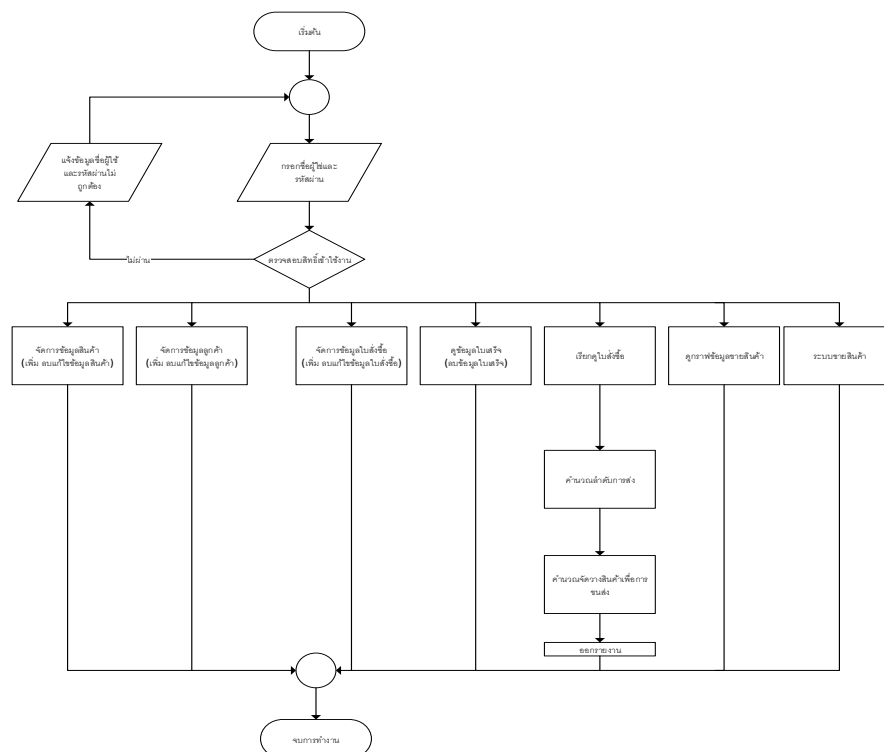 เริ่มต้น
แจ้งข้อมูลชื่อผู้ใช้
และรหัสผ่านไม่
ถูกต้อง
กรอกชื่อผู้ใช้และ
รหัสผ่าน
ไม่ผ่าน
ตรวจสอบสิทธิ์เข้าใช้งาน
จัดการข้อมูลสินค้า
(เพิ่ม ลบแก้ไขข้อมูลสินค้า)
จัดการข้อมูลลูกค้า
(เพิ่ม ลบแก้ไขข้อมูลลูกค้า)
จัดการข้อมูลใบสั่งซื้อ
(เพิ่ม ลบแก้ไขข้อมูลใบสั่งซื้อ)
ดูข้อมูลใบเสร็จ
(ลบข้อมูลใบเสร็จ)
เรียกดูใบสั่งซื้อ
ดูกราฟข้อมูลขายสินค้า
ระบบขายสินค้า
คำนวณลำดับการส่ง
คำนวณจัดวางสินค้าเพื่อการ
ขนส่ง
ออกรายงาน
จบการทำงาน